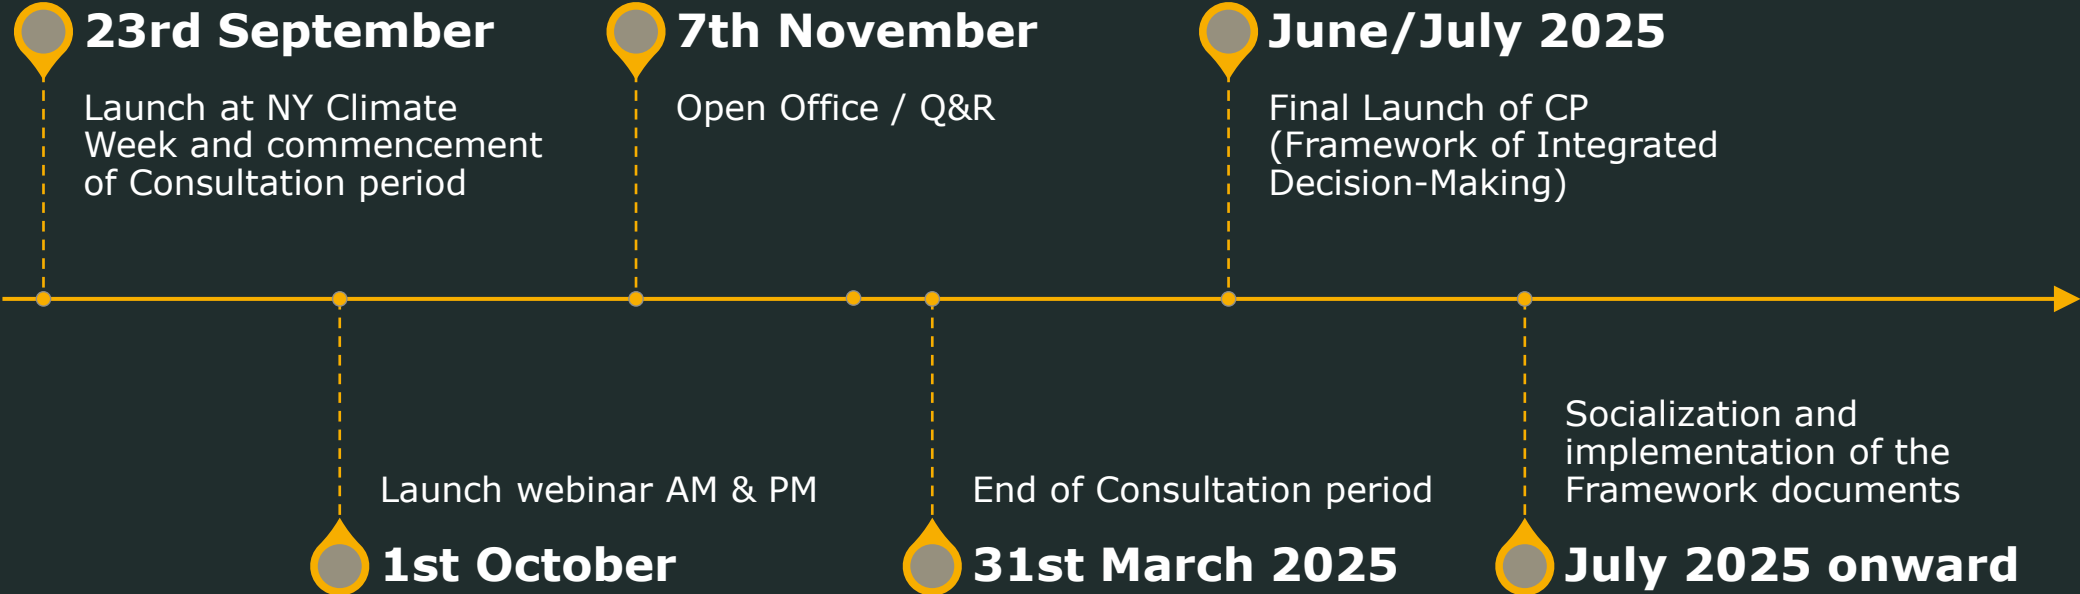 23rd September
Launch at NY Climate
Week and commencement
of Consultation period
7th November
Open Office / Q&R
June/July 2025
Final Launch of CP
(Framework of Integrated
Decision-Making)
Launch webinar AM & PM
1st October
End of Consultation period
31st March 2025
Socialization and
implementation of the
Framework documents
July 2025 onward